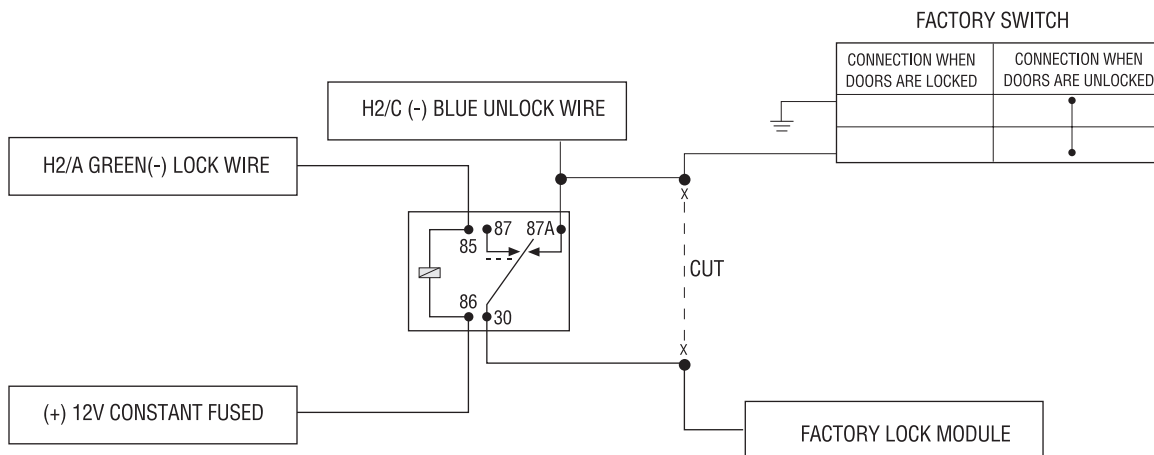 FACTORY SWITCH
CONNECTION WHEN
DOORS ARE LOCKED
CONNECTION WHEN
DOORS ARE UNLOCKED
H2/C (-) BLUE UNLOCK WIRE
H2/A GREEN(-) LOCK WIRE
87
87A
85
X
CUT
86
30
X
(+) 12V CONSTANT FUSED
FACTORY LOCK MODULE